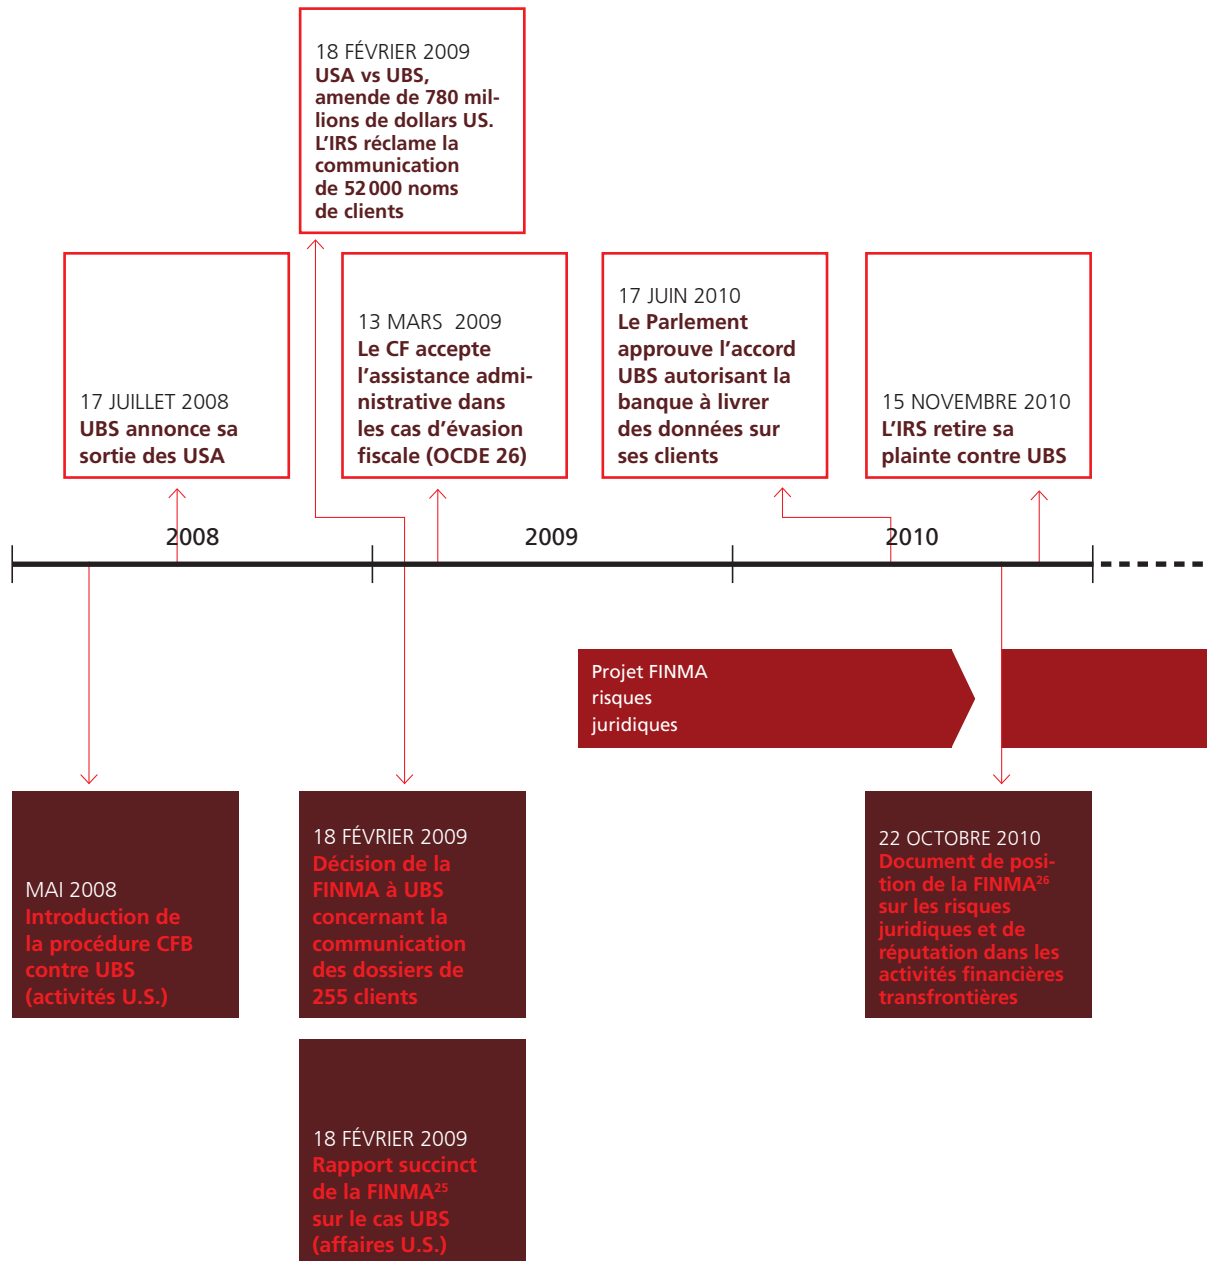 18 FÉVRIER 2009
USA vs UBS,
amende de 780 mil-
lions de dollars US.
L’IRS réclame la
communication
de 52 000 noms
de clients
17 JUILLET 2008
UBS annonce sa
sortie des USA
13 MARS 2009
Le CF accepte
l’assistance admi-
nistrative dans
les cas d’évasion
fiscale (OCDE 26)
17 JUIN 2010
Le Parlement
approuve l’accord
UBS autorisant la
banque à livrer
des données sur
ses clients
15 NOVEMBRE 2010
L’IRS retire sa
plainte contre UBS
2008
2009
2010
Projet FINMA
risques
juridiques
MAI 2008
Introduction de
la procédure CFB
contre UBS
(activités U.S.)
18 FÉVRIER 2009
Décision de la
FINMA à UBS
concernant la
communication
des dossiers de
255 clients
22 OCTOBRE 2010
Document de posi-
tion de la FINMA26
sur les risques
juridiques et de
réputation dans les
activités financières
transfrontières
18 FÉVRIER 2009
Rapport succinct
de la FINMA25
sur le cas UBS
(affaires U.S.)